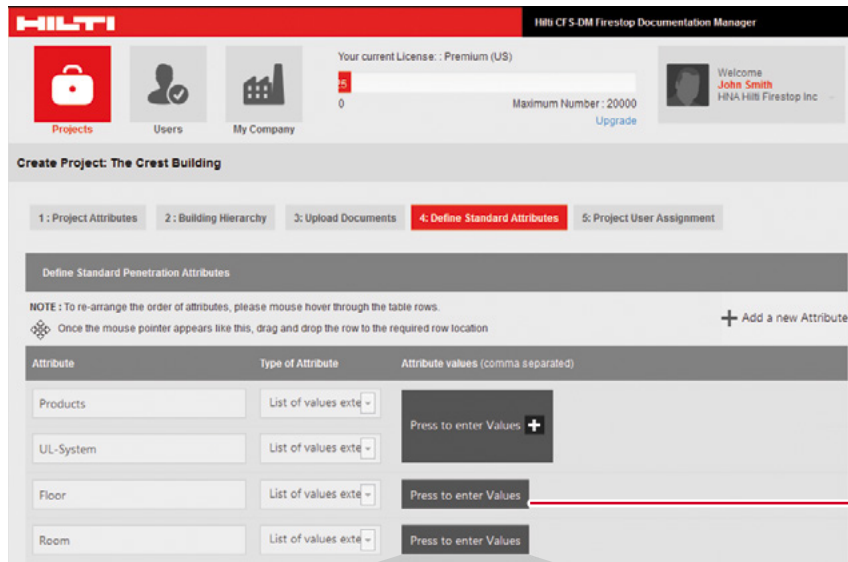 HILTI
Hilti CFS-DM Firestop Documentation Manager
Your current License: : Premium (US)
0
Maximum Number : 20000
Upgrade
Welcome
John Smith
HNA Hilti Firestop Inc
Projects
Users
My Company
Create Project: The Crest Building
1 : Project Attributes
2 : Building Hierarchy
3: Upload Documents
4: Define Standard Attributes
5: Project User Assignment
Define Standard Penetration Attributes
NOTE : To re-arrange the order of attributes, please mouse hover through the table rows.
Once the mouse pointer appears like this, drag and drop the row to the required row location
Add a new Attribute
Attribute
Type of Attribute
Attribute values (comma separated)
Products
List of values exte
Press to enter Values
UL-System
List of values exte
Floor
List of values exte
Press to enter Values
Room
List of values exte
Press to enter Values